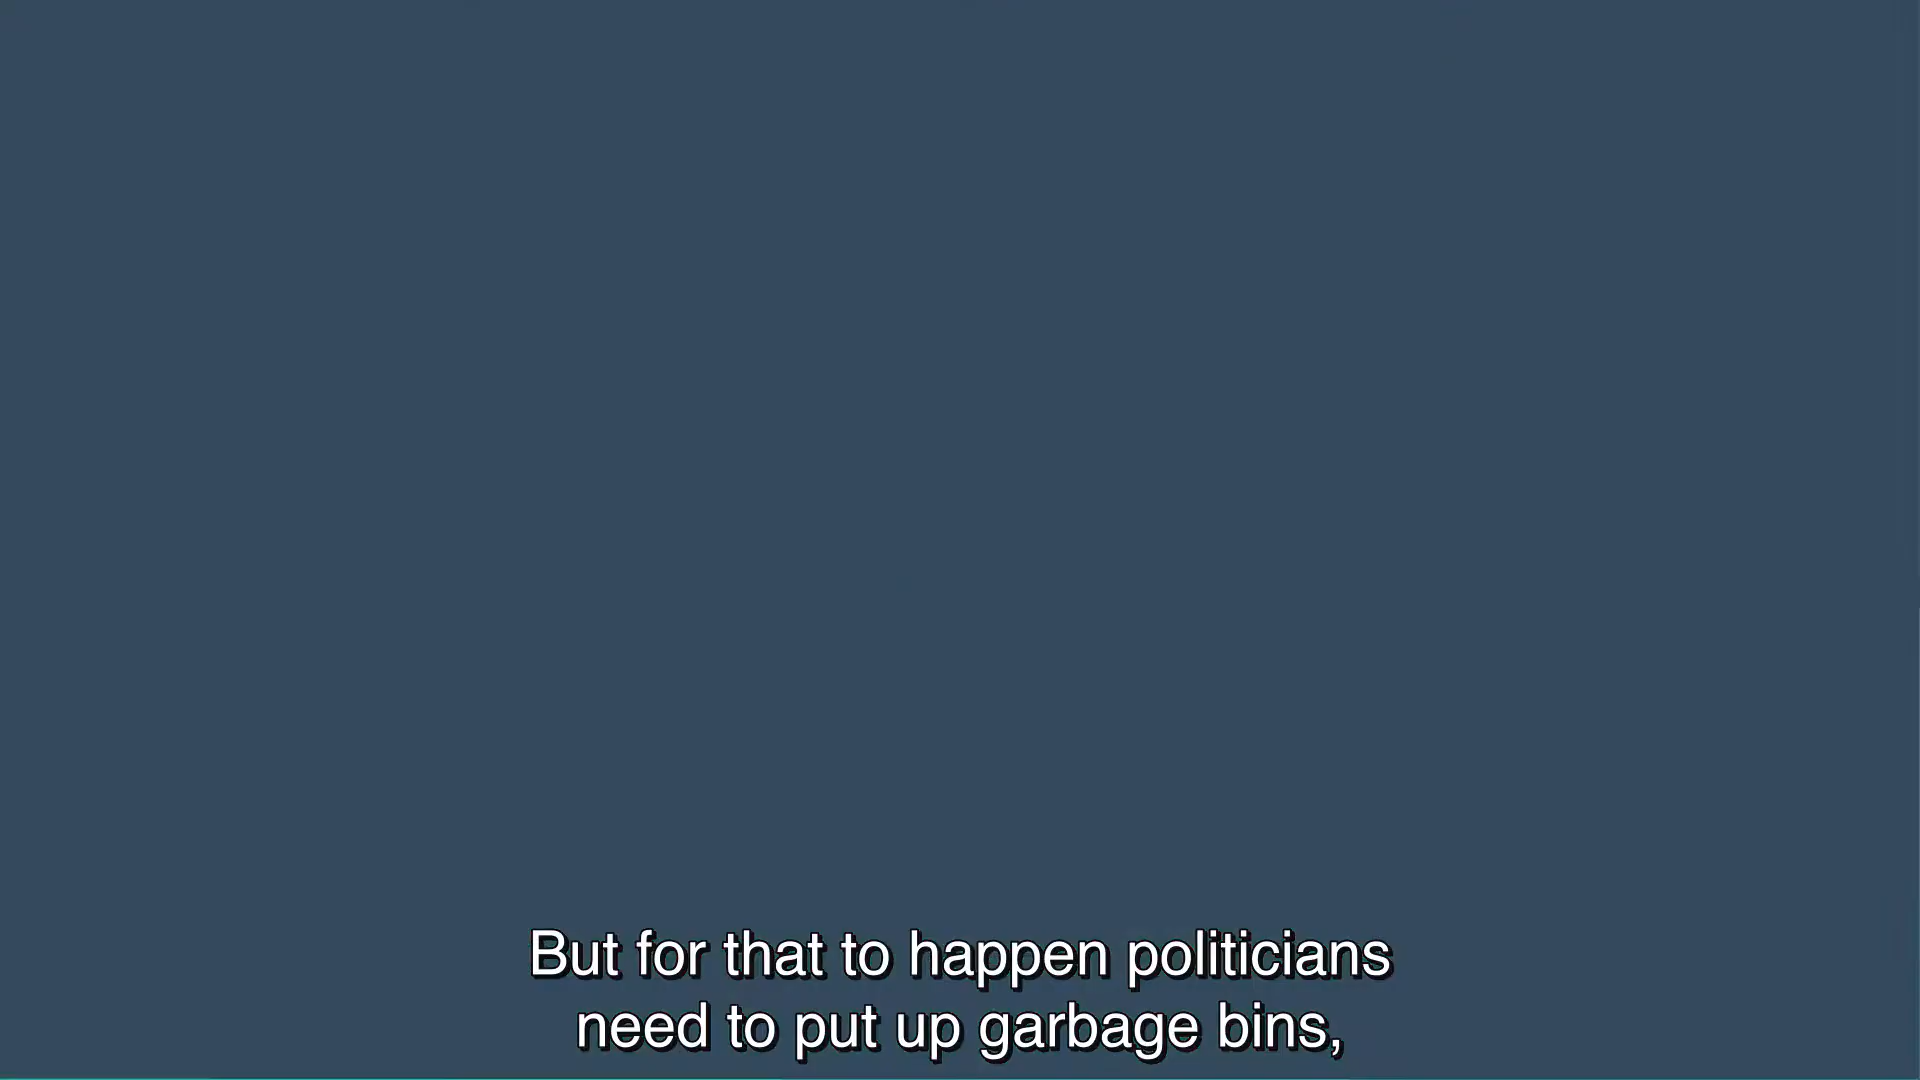 But for that to happen politicians
need to put up garbage bins,